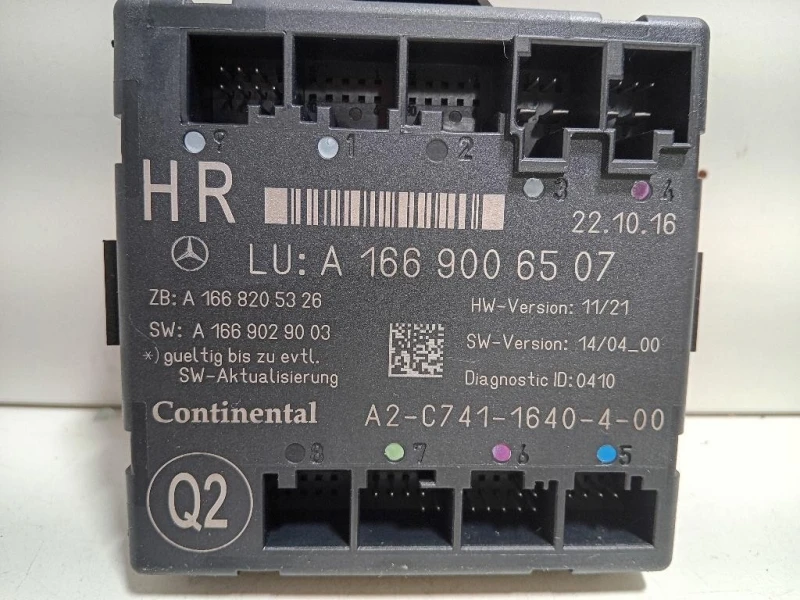 9 1 2 3 4
HR
22.10.16
LU: A 166 900 65 07
ZB: A 166 820 53 26
HW-Version: 11/21
SW: A 166 902 90 03
SW-Version: 14/04_00
*) gueltig bis zu evtl.
SW-Aktualisierung
Diagnostic ID:0410
Continental
A2-C741-1640-4-00
8 7 6 5
Q2